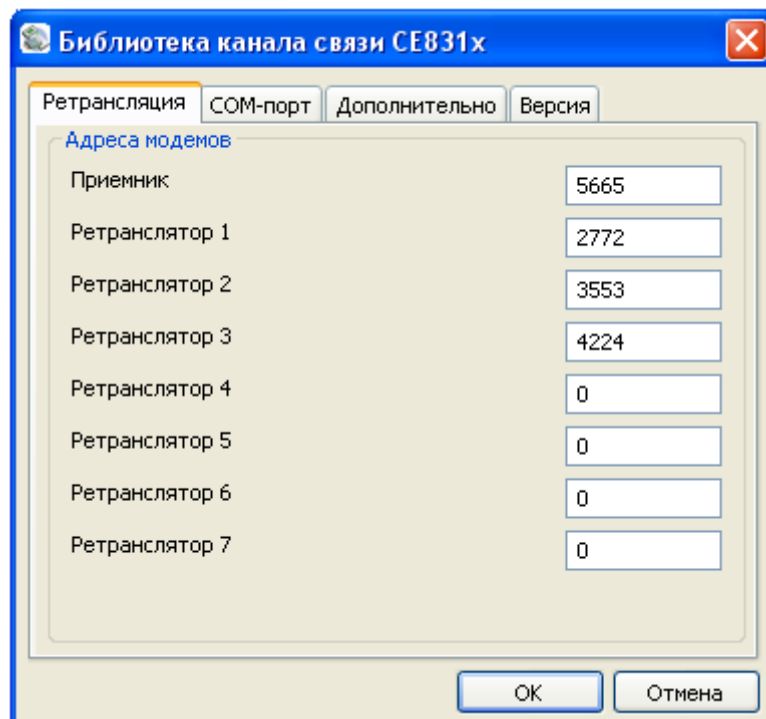 Библиотека канала связи CE831x
Ретрансляция COM-порт Дополнительно Версия
Адреса модемов
Приемник 5665
Ретранслятор 1 2772
Ретранслятор 2 3553
Ретранслятор 3 4224
Ретранслятор 4 0
Ретранслятор 5 0
Ретранслятор 6 0
Ретранслятор 7 0
OK Отмена